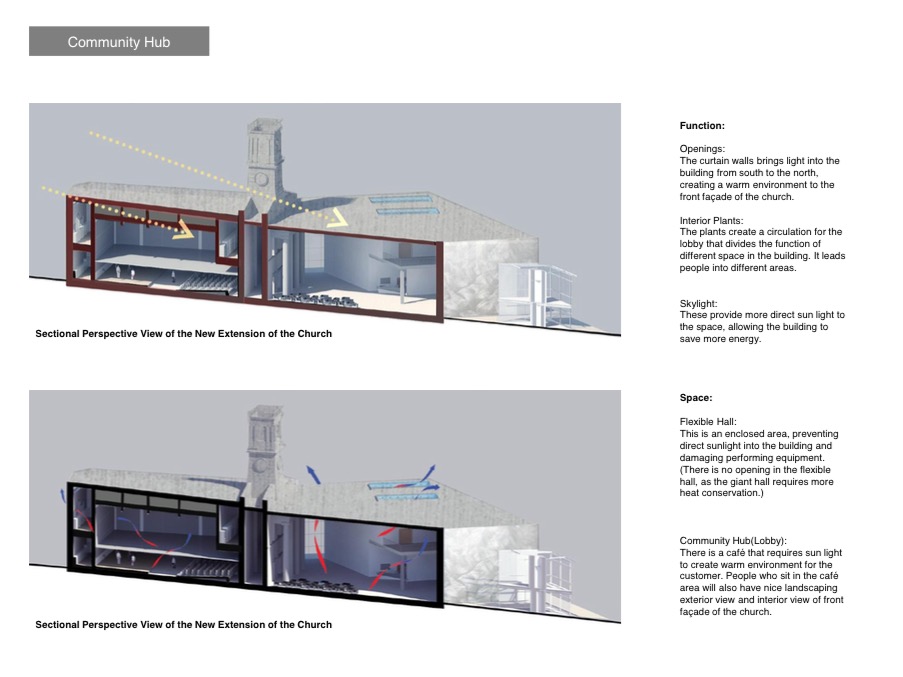 Community Hub
Sectional Perspective View of the New Extension of the Church
Function:
Openings:
The curtain walls brings light into the
building from south to the north,
creating a warm environment to the
front façade of the church.
Interior Plants:
The plants create a circulation for the
lobby that divides the function of
different space in the building. It leads
people into different areas.
Skylight:
These provide more direct sun light to
the space, allowing the building to
save more energy.
Sectional Perspective View of the New Extension of the Church
Space:
Flexible Hall:
This is an enclosed area, preventing
direct sunlight into the building and
damaging performing equipment.
(There is no opening in the flexible
hall, as the giant hall requires more
heat conservation.)
Community Hub(Lobby):
There is a café that requires sun light
to create warm environment for the
customer. People who sit in the café
area will also have nice landscaping
exterior view and interior view of front
façade of the church.